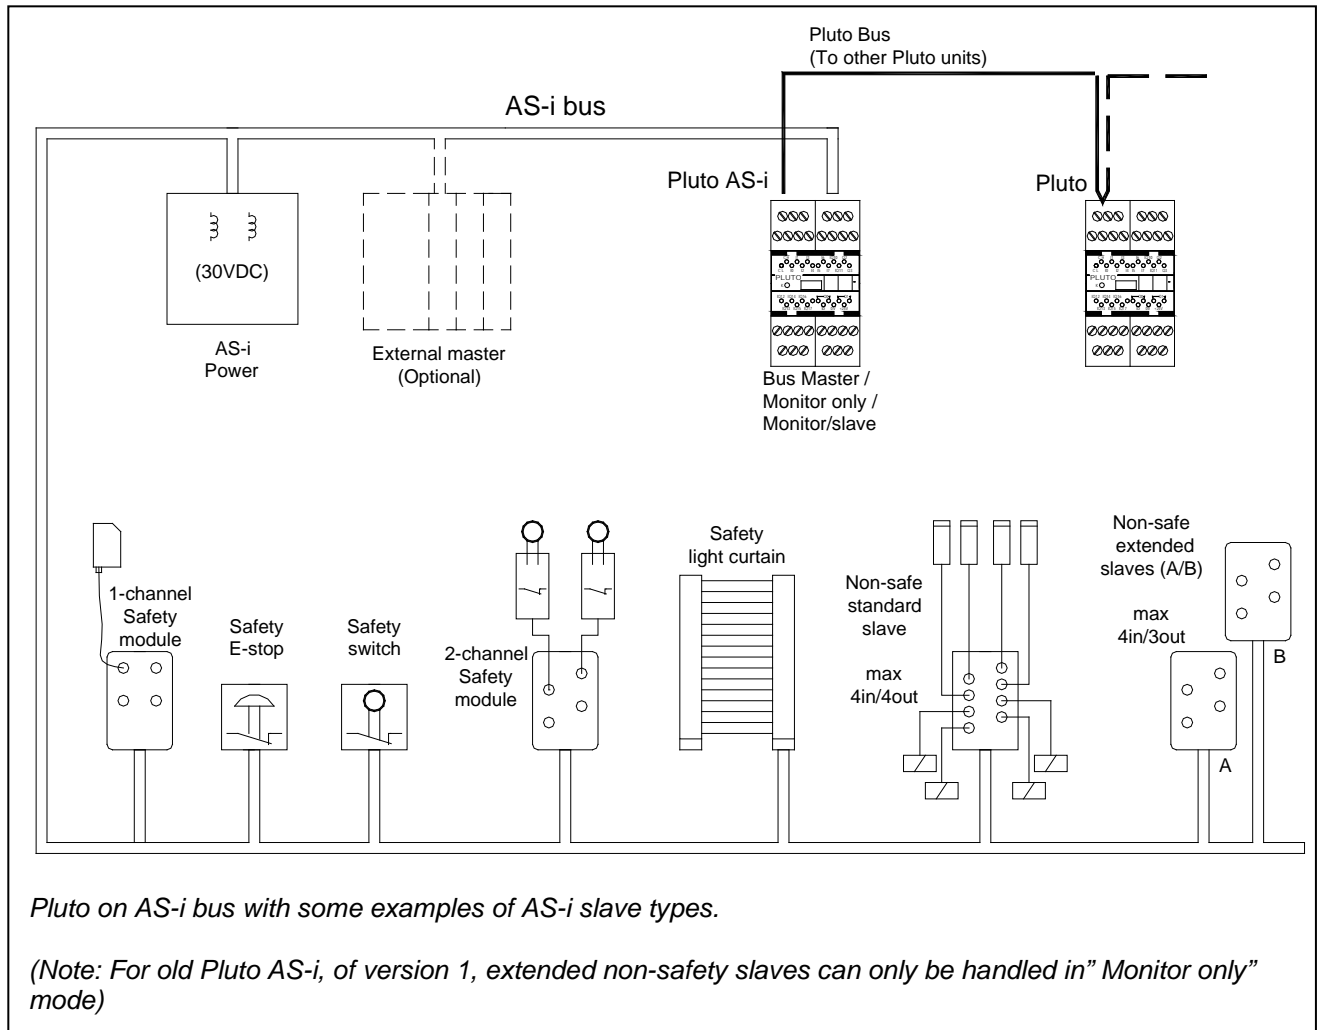 Pluto Bus
(To other Pluto units)
AS-i bus
Pluto AS-i
Pluto
(30VDC)
PLUTO
PLUTO
AS-i
Power
External master
(Optional)
Bus Master /
Monitor only /
Monitor/slave
1-channel
Safety
module
Safety
E-stop
Safety
switch
2-channel
Safety
module
Safety
light curtain
Non-safe
standard
slave
max
4in/4out
Non-safe
extended
slaves (A/B)
max
4in/3out
B
A
Pluto on AS-i bus with some examples of AS-i slave types.
(Note: For old Pluto AS-i, of version 1, extended non-safety slaves can only be handled in” Monitor only”
mode)